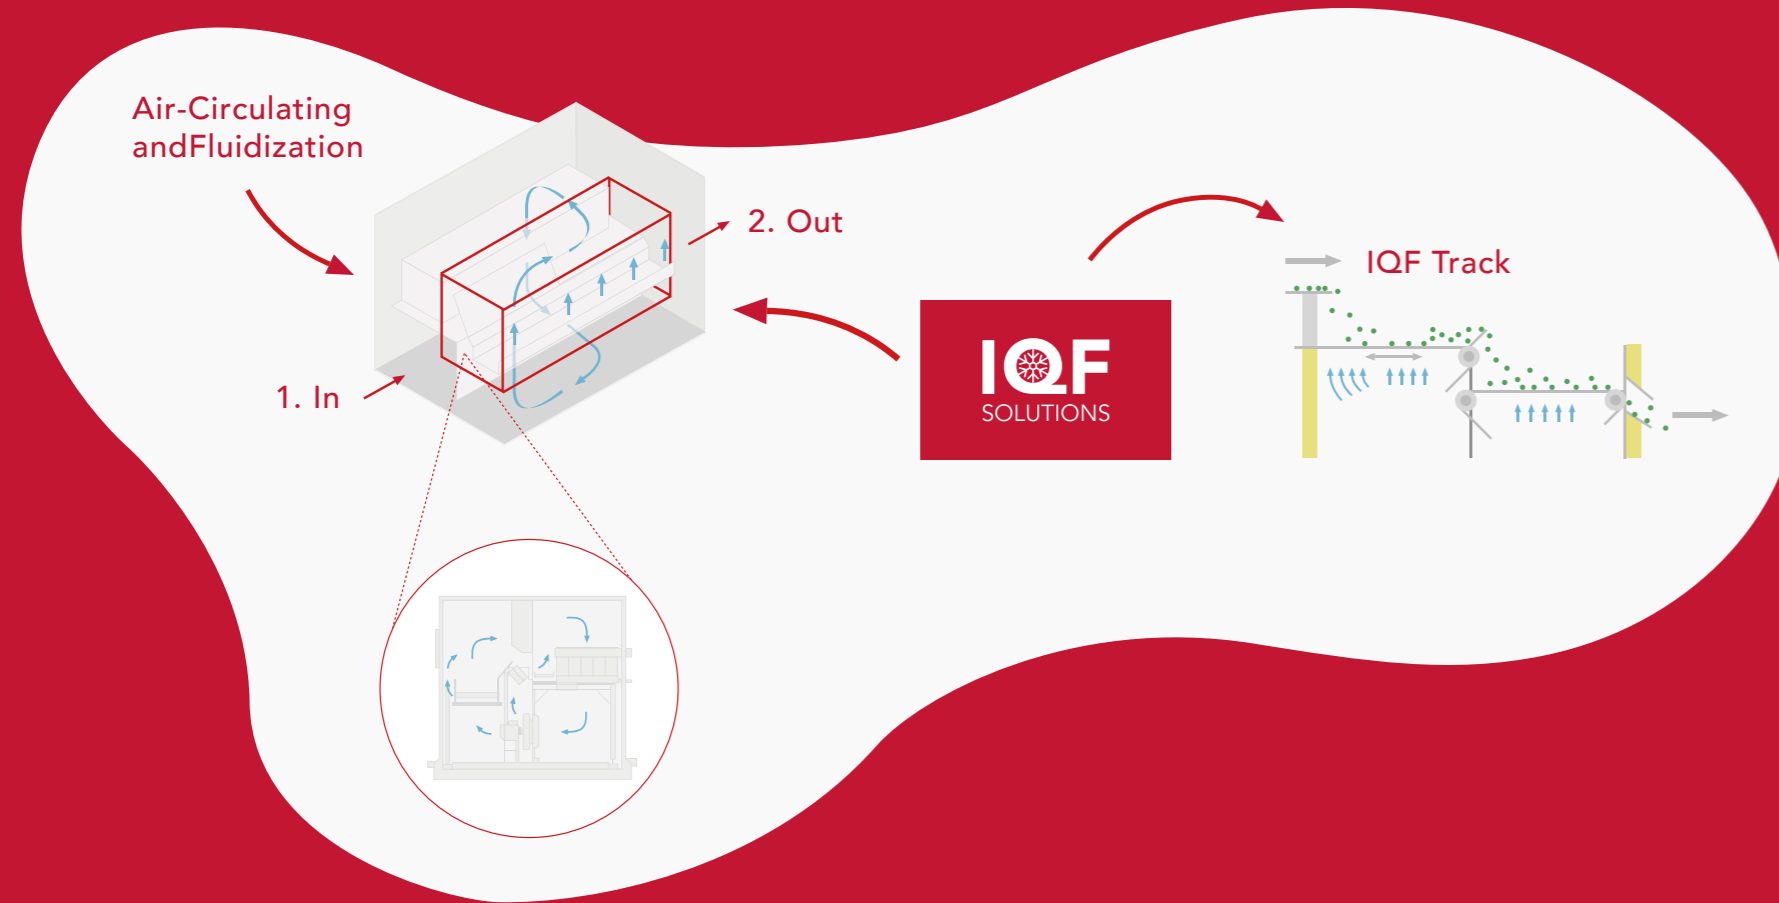 Air-Circulating
andFluidization
2. Out
1. In
IQF
SOLUTIONS
IQF Track